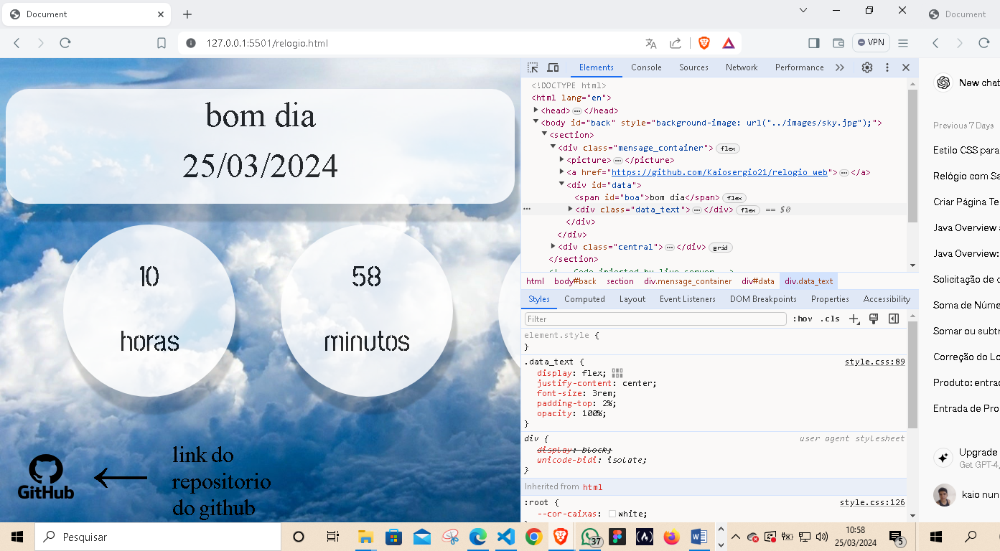 Document
127.0.0.1:5501/relogio.html
VPN
Document
bom dia
25/03/2024
10
horas
58
minutos
link do
repositorio
do github
GitHub
Elements Console Sources Network Performance
<!DOCTYPE html>
<html lang="en">
<head> ⋯ </head>
<body id="back" style="background-image: url("../images/sky.jpg");">
<section>
<div class="mensage_container"> flex
<picture> ⋯ </picture>
<a href="https://github.com/Kaiosergio21/relogio_web"> ⋯ </a>
<div id="data">
<span id="boa">bom dia</span> flex
<div class="data_text"> ⋯ </div> flex == $0
</div>
</div>
<div class="central"> ⋯ </div> grid
</section>
<!-- Code injected by live-server -->
html body#back section div.mensage_container div#data div.data_text
Styles Computed Layout Event Listeners DOM Breakpoints Properties Accessibility
Filter :hov .cls
element.style {
}
.data_text { style.css:89
display: flex;
justify-content: center;
font-size: 3rem;
padding-top: 2%;
opacity: 100%;
}
div { user agent stylesheet
display: block;
unicode-bidi: isolate;
}
Inherited from html
:root { style.css:126
--cor-caixas: white;
New chat
Previous 7 Days
Estilo CSS para
Relógio com Sa
Criar Página Te
Java Overview
Java Overview:
Solicitação de
Soma de Núme
Somar ou subtr
Correção do Lo
Produto: entrad
Entrada de Pro
Upgrade
Get GPT-4,
kaio nun
Pesquisar
37
10:58
25/03/2024
5